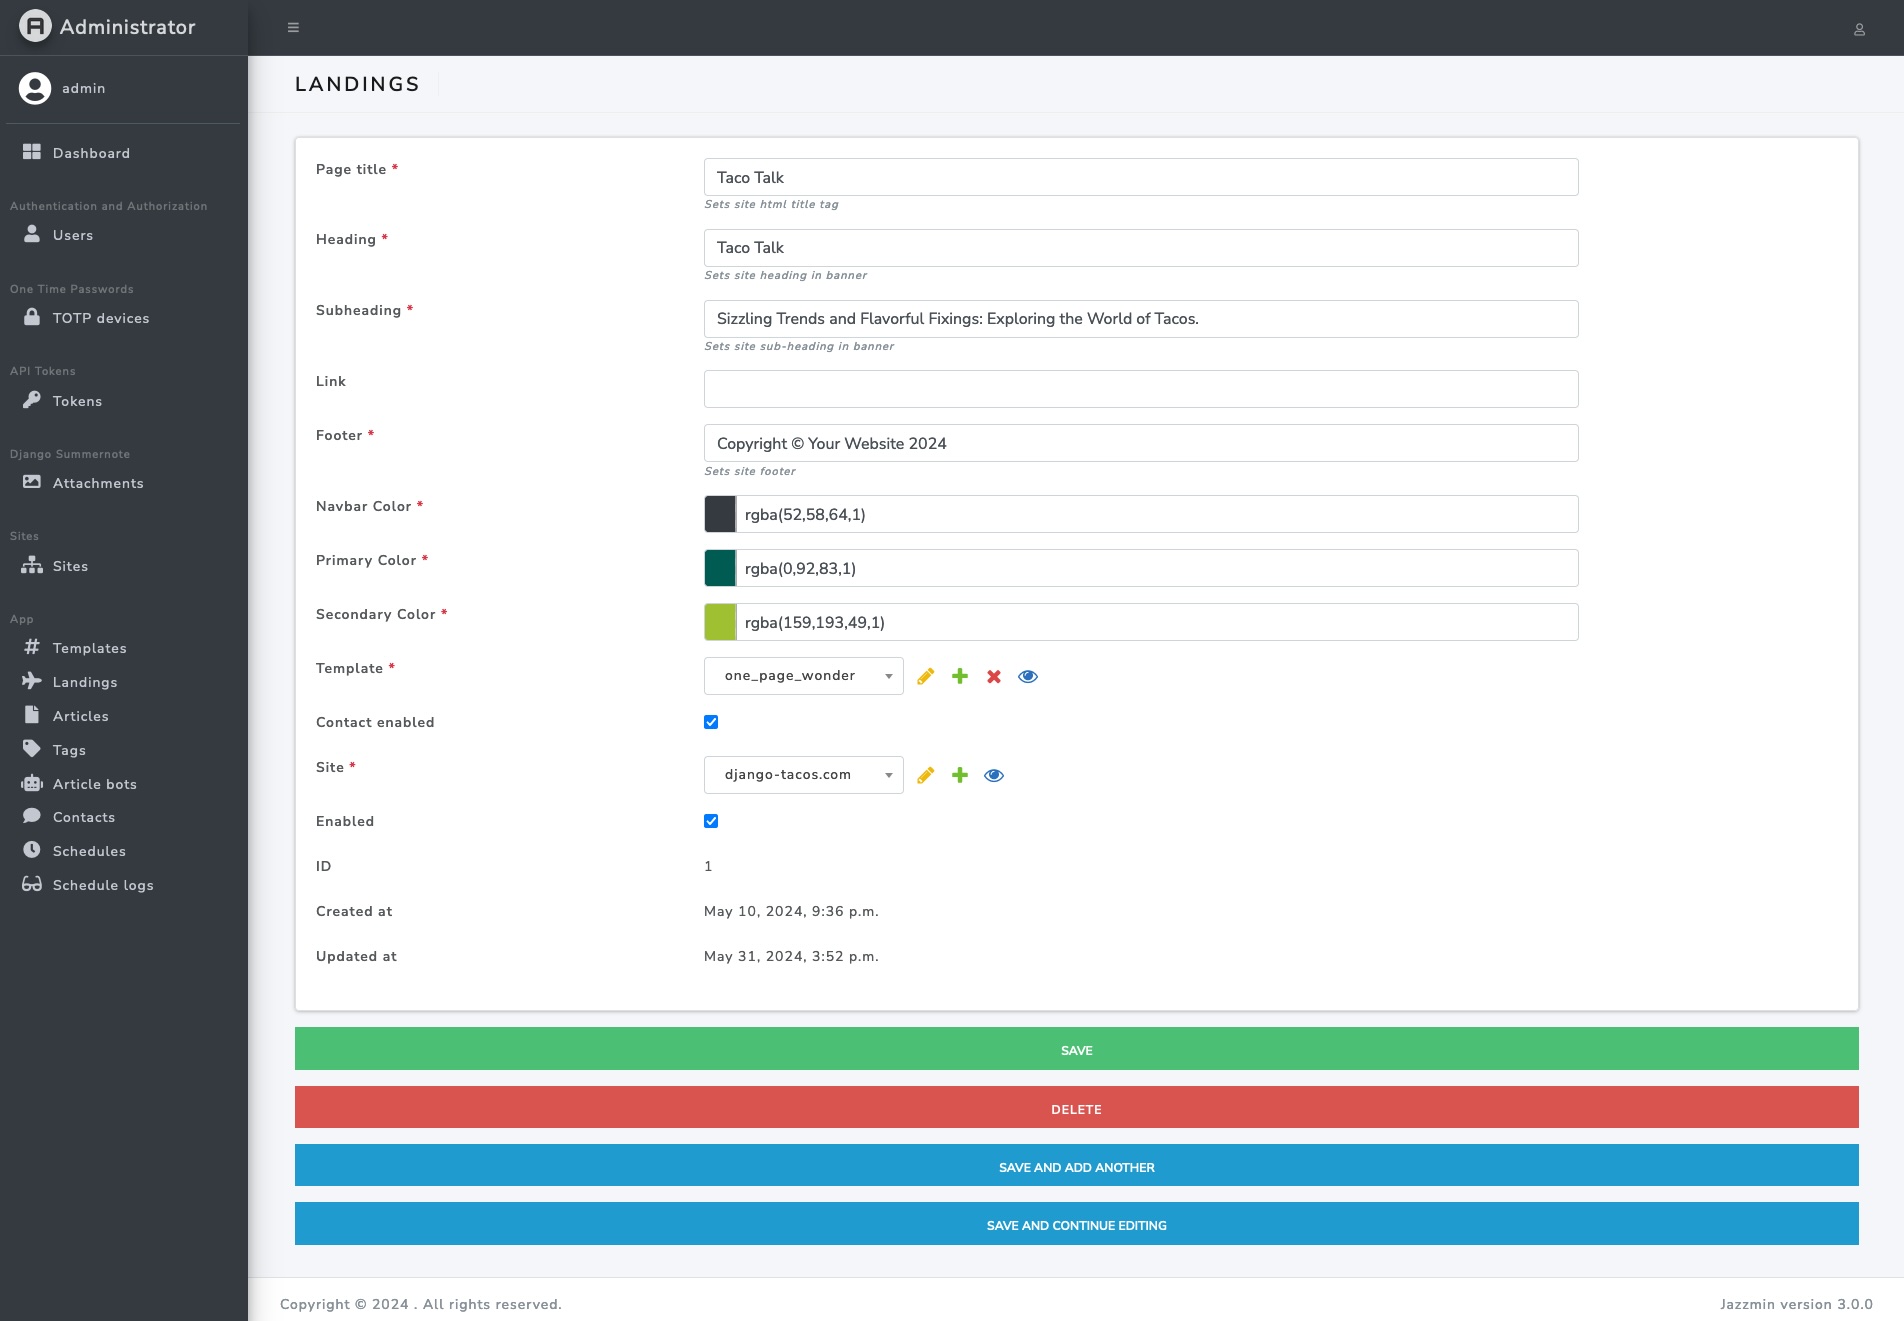 Administrator
admin
Dashboard
Authentication and Authorization
Users
One Time Passwords
TOTP devices
API Tokens
Tokens
Django Summernote
Attachments
Sites
Sites
App
Templates
Landings
Articles
Tags
Article bots
Contacts
Schedules
Schedule logs
LANDINGS
Page title *
Taco Talk
Sets site html title tag
Heading *
Taco Talk
Sets site heading in banner
Subheading *
Sizzling Trends and Flavorful Fixings: Exploring the World of Tacos.
Sets site sub-heading in banner
Link
Footer *
Copyright © Your Website 2024
Sets site footer
Navbar Color *
rgba(52,58,64,1)
Primary Color *
rgba(0,92,83,1)
Secondary Color *
rgba(159,193,49,1)
Template *
one_page_wonder
Contact enabled
Site *
django-tacos.com
Enabled
ID
1
Created at
May 10, 2024, 9:36 p.m.
Updated at
May 31, 2024, 3:52 p.m.
SAVE
DELETE
SAVE AND ADD ANOTHER
SAVE AND CONTINUE EDITING
Copyright © 2024 . All rights reserved.
Jazzmin version 3.0.0